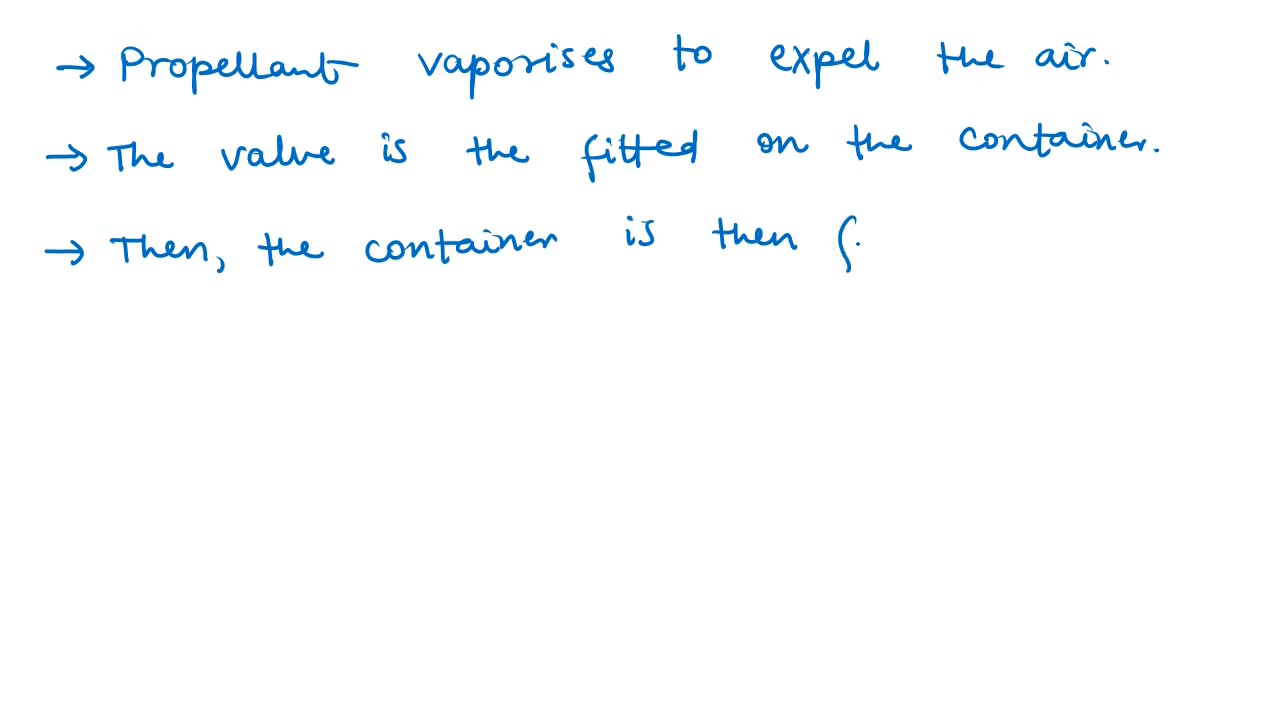 → Propellant vaporises to expel the air.
→ The valve is the fitted on the container.
→ Then, the container is then